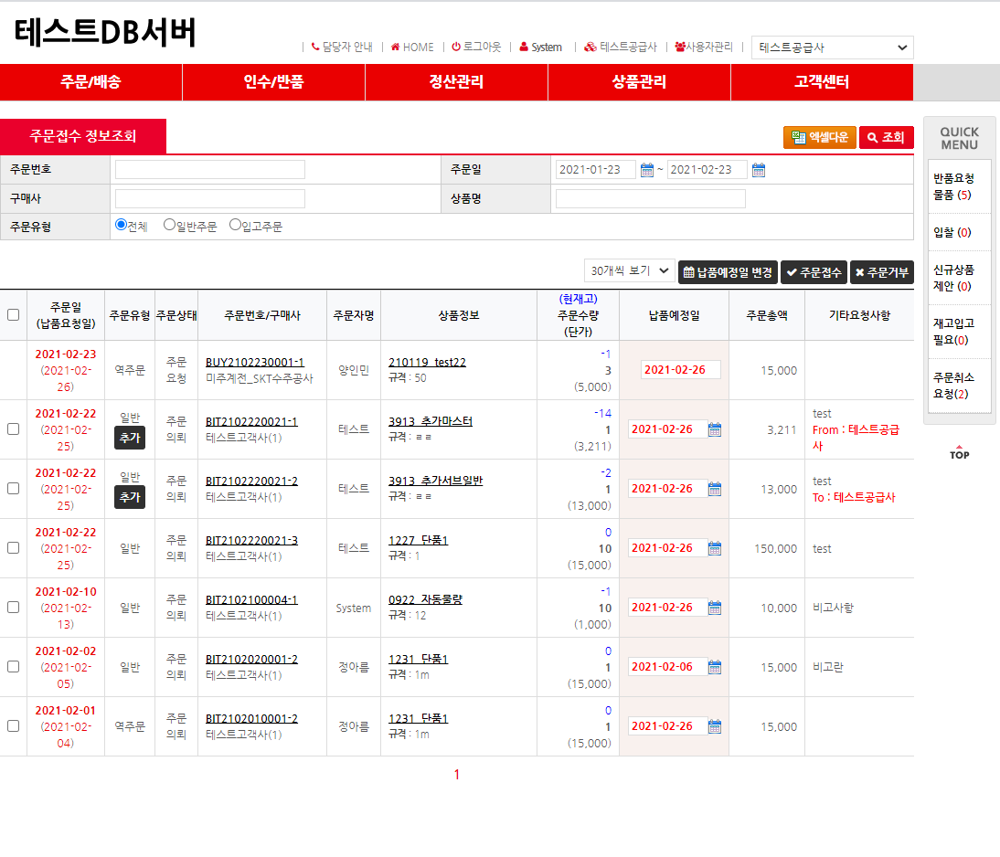 테스트DB서버
| 담당자 안내 | HOME | 로그아웃 | System | 테스트공급사 | 사용자관리 | 테스트공급사
주문/배송 인수/반품 정산관리 상품관리 고객센터
주문접수 정보조회 엑셀다운 조회
주문번호 주문일 2021-01-23 ~ 2021-02-23
구매사 상품명
주문유형 전체 일반주문 입고주문
30개씩 보기 납품예정일 변경 주문접수 주문거부
주문일
(납품요청일)
주문유형
주문상태
주문번호/구매사
주문자명
상품정보
(현재고)
주문수량
(단가)
납품예정일
주문총액
기타요청사항
2021-02-23
(2021-02-
26)
역주문
주문
요청
BUY2102230001-1
미주계전_SKT수주공사
양인민
210119_test22
규격 : 50
-1
3
(5,000)
2021-02-26
15,000
2021-02-22
(2021-02-
25)
일반
추가
주문
의뢰
BIT2102220021-1
테스트고객사(1)
테스트
3913_추가마스터
규격 : ㄹㄹ
-14
1
(3,211)
2021-02-26
3,211
test
From : 테스트공급
사
2021-02-22
(2021-02-
25)
일반
추가
주문
의뢰
BIT2102220021-2
테스트고객사(1)
테스트
3913_추가서브일반
규격 : ㄹㄹ
-2
1
(13,000)
2021-02-26
13,000
test
To : 테스트공급사
2021-02-22
(2021-02-
25)
일반
주문
의뢰
BIT2102220021-3
테스트고객사(1)
테스트
1227_단품1
규격 : 1
0
10
(15,000)
2021-02-26
150,000
test
2021-02-10
(2021-02-
13)
일반
주문
의뢰
BIT2102100004-1
테스트고객사(1)
System
0922_자동물량
규격 : 12
-1
10
(1,000)
2021-02-26
10,000
비고사항
2021-02-02
(2021-02-
05)
일반
주문
의뢰
BIT2102020001-2
테스트고객사(1)
정아름
1231_단품1
규격 : 1m
0
1
(15,000)
2021-02-06
15,000
비고란
2021-02-01
(2021-02-
04)
역주문
주문
의뢰
BIT2102010001-2
테스트고객사(1)
정아름
1231_단품1
규격 : 1m
0
1
(15,000)
2021-02-26
15,000
1
QUICK
MENU
반품요청
물품 (5)
입찰 (0)
신규상품
제안 (0)
재고입고
필요(0)
주문취소
요청(2)
TOP